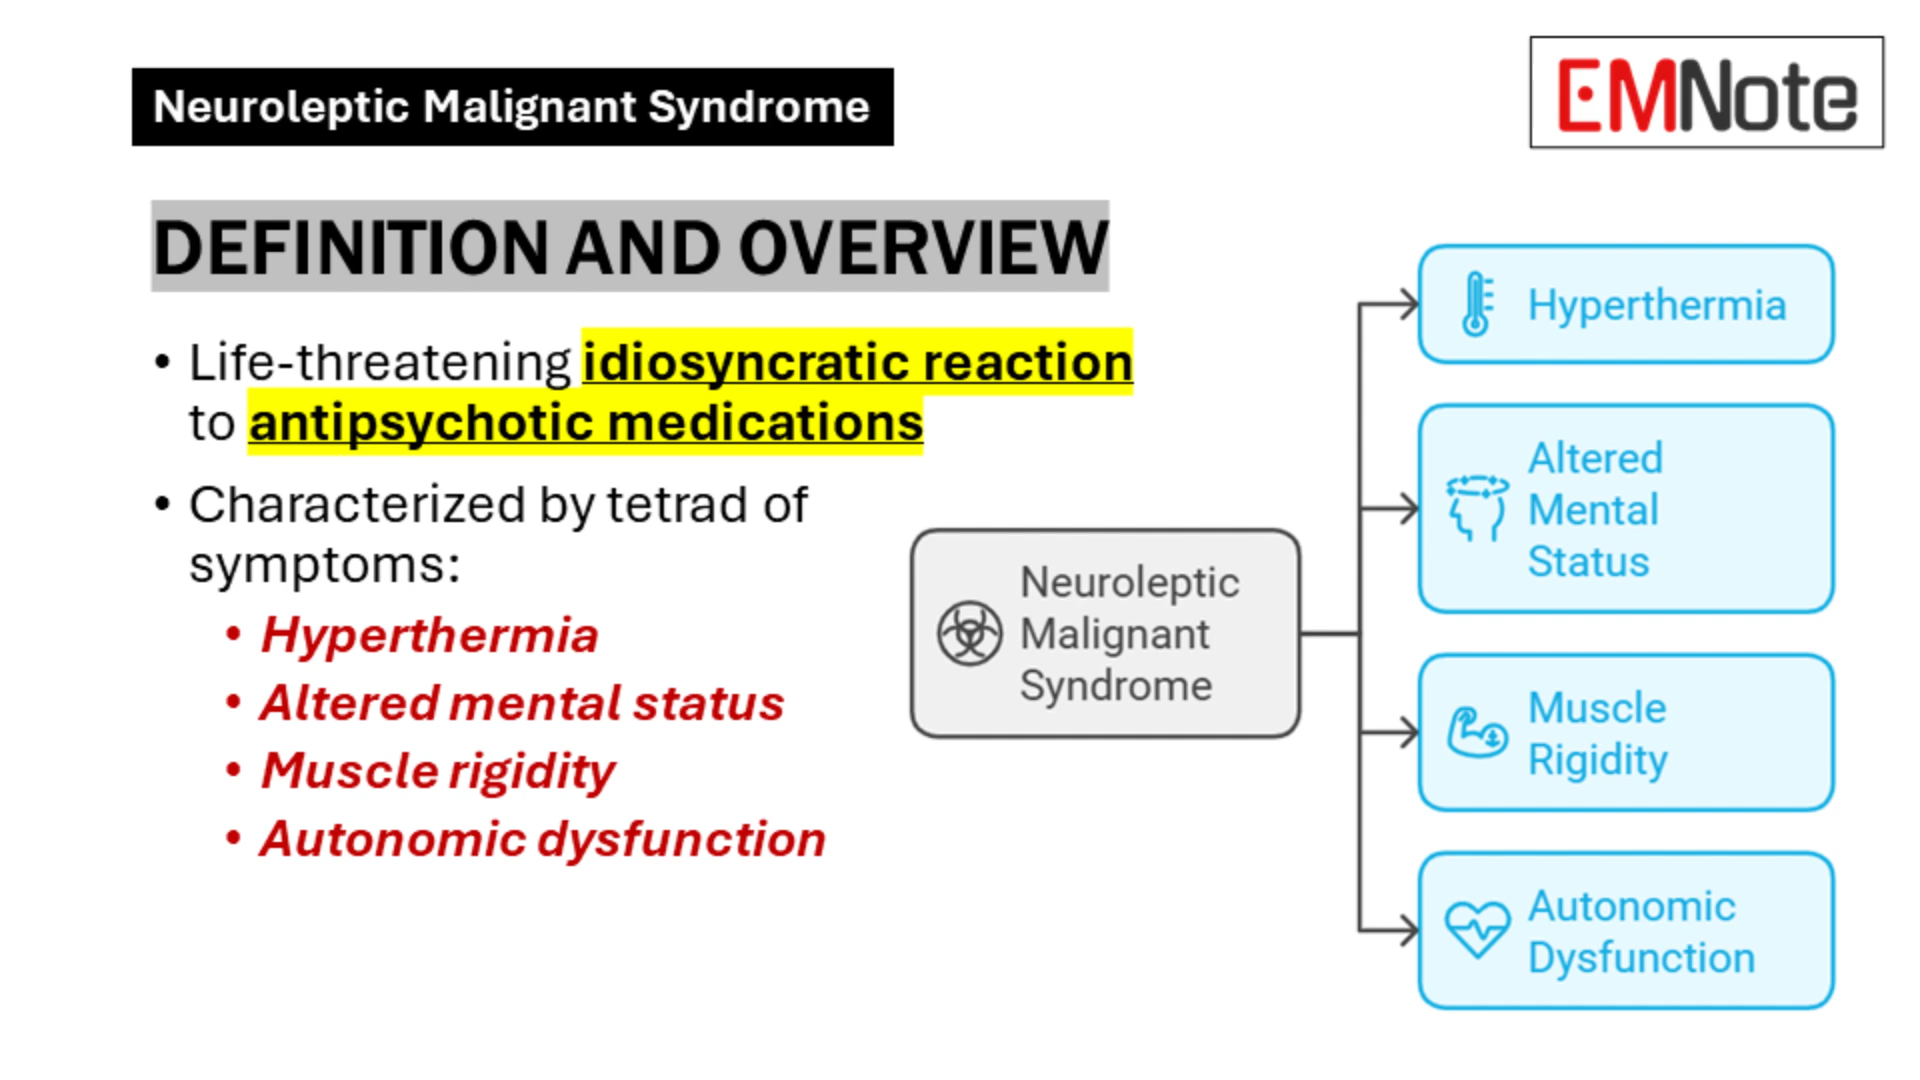 Neuroleptic Malignant Syndrome
EMNote
DEFINITION AND OVERVIEW
• Life-threatening idiosyncratic reaction
to antipsychotic medications
• Characterized by tetrad of
symptoms:
• Hyperthermia
• Altered mental status
• Muscle rigidity
• Autonomic dysfunction
Neuroleptic
Malignant
Syndrome
Hyperthermia
Altered
Mental
Status
Muscle
Rigidity
Autonomic
Dysfunction